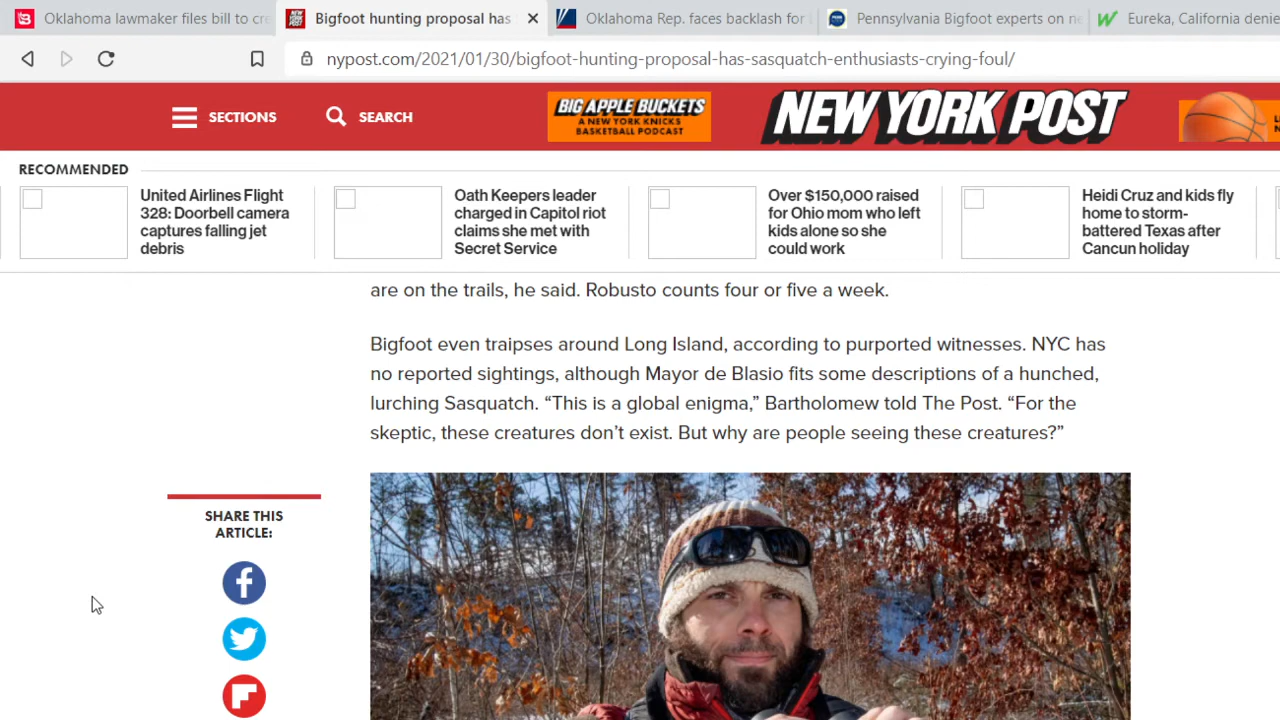 Oklahoma lawmaker files bill to cre
Bigfoot hunting proposal has
Oklahoma Rep. faces backlash for
Pennsylvania Bigfoot experts on ne
Eureka, California denie
nypost.com/2021/01/30/bigfoot-hunting-proposal-has-sasquatch-enthusiasts-crying-foul/
SECTIONS
SEARCH
BIG APPLE BUCKETS
A NEW YORK KNICKS
BASKETBALL PODCAST
NEW YORK POST
RECOMMENDED
United Airlines Flight
328: Doorbell camera
captures falling jet
debris
Oath Keepers leader
charged in Capitol riot
claims she met with
Secret Service
Over $150,000 raised
for Ohio mom who left
kids alone so she
could work
Heidi Cruz and kids fly
home to storm-
battered Texas after
Cancun holiday
are on the trails, he said. Robusto counts four or five a week.
Bigfoot even traipses around Long Island, according to purported witnesses. NYC has
no reported sightings, although Mayor de Blasio fits some descriptions of a hunched,
lurching Sasquatch. “This is a global enigma,” Bartholomew told The Post. “For the
skeptic, these creatures don’t exist. But why are people seeing these creatures?”
SHARE THIS
ARTICLE: